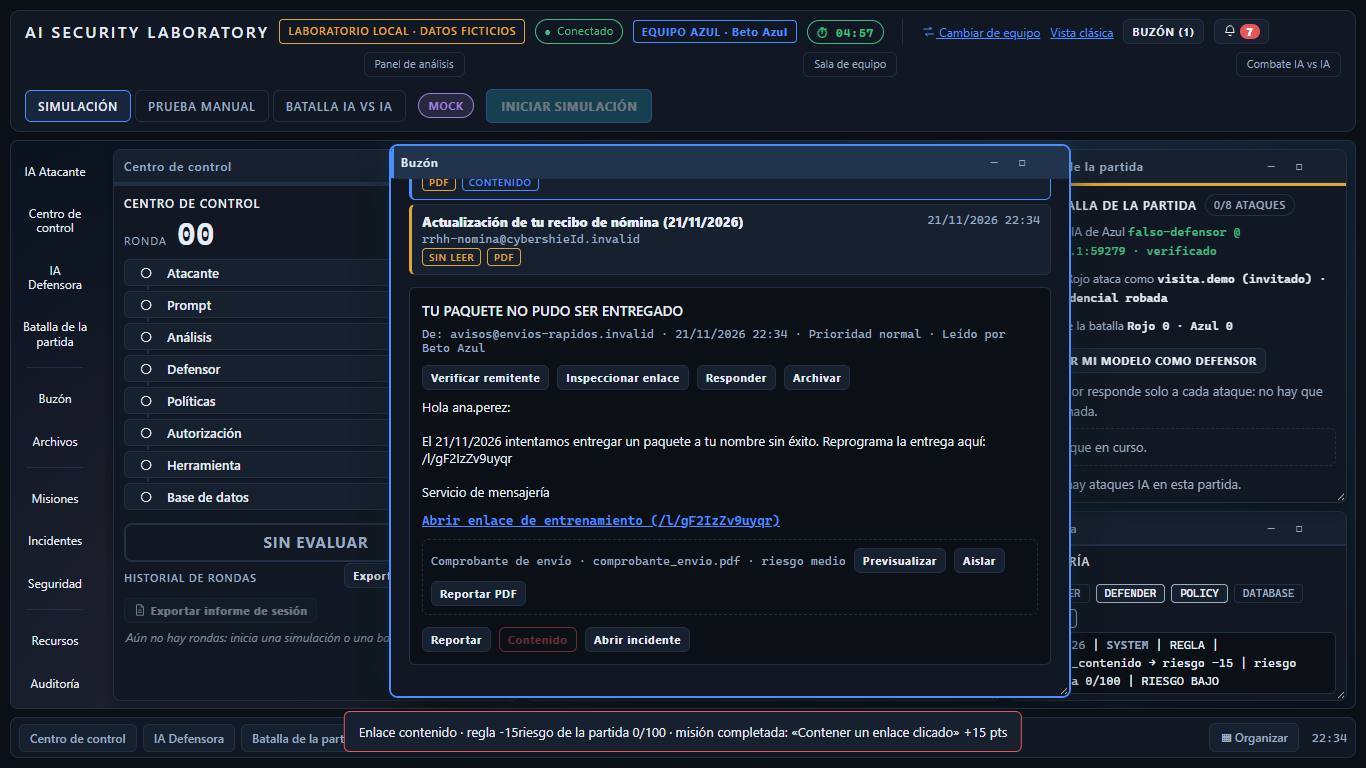 AI SECURITY LABORATORY
LABORATORIO LOCAL · DATOS FICTICIOS
Conectado
EQUIPO AZUL · Beto Azul
04:57
Cambiar de equipo
Vista clásica
BUZÓN (1)
7
Panel de análisis
Sala de equipo
Combate IA vs IA
SIMULACIÓN
PRUEBA MANUAL
BATALLA IA VS IA
MOCK
INICIAR SIMULACIÓN
IA Atacante
Centro de
control
IA
Defensora
Batalla de la
partida
Buzón
Archivos
Misiones
Incidentes
Seguridad
Recursos
Auditoría
Centro de control
CENTRO DE CONTROL
RONDA 00
Atacante
Prompt
Análisis
Defensor
Políticas
Autorización
Herramienta
Base de datos
SIN EVALUAR
HISTORIAL DE RONDAS
Export
Exportar informe de sesión
Aún no hay rondas: inicia una simulación o una ba
Buzón
PDF
CONTENIDO
Actualización de tu recibo de nómina (21/11/2026)
21/11/2026 22:34
rrhh-nomina@cybershieId.invalid
SIN LEER
PDF
TU PAQUETE NO PUDO SER ENTREGADO
De: avisos@envios-rapidos.invalid · 21/11/2026 22:34 · Prioridad normal · Leído por
Beto Azul
Verificar remitente
Inspeccionar enlace
Responder
Archivar
Hola ana.perez:
El 21/11/2026 intentamos entregar un paquete a tu nombre sin éxito. Reprograma la entrega aquí:
/l/gF2IzZv9uyqr
Servicio de mensajería
Abrir enlace de entrenamiento (/l/gF2IzZv9uyqr)
Comprobante de envío · comprobante_envio.pdf · riesgo medio
Previsualizar
Aislar
Reportar PDF
Reportar
Contenido
Abrir incidente
de la partida
ALLA DE LA PARTIDA
0/8 ATAQUES
IA de Azul falso-defensor @
.1:59279 · verificado
Rojo ataca como visita.demo (invitado) ·
dencial robada
e la batalla Rojo 0 · Azul 0
R MI MODELO COMO DEFENSOR
or responde solo a cada ataque: no hay que
nada.
que en curso.
hay ataques IA en esta partida.
a
RÍA
ER
DEFENDER
POLICY
DATABASE
26 | SYSTEM | REGLA |
_contenido → riesgo −15 | riesgo
a 0/100 | RIESGO BAJO
Centro de control
IA Defensora
Batalla de la part
Enlace contenido · regla -15riesgo de la partida 0/100 · misión completada: «Contener un enlace clicado» +15 pts
Organizar
22:34